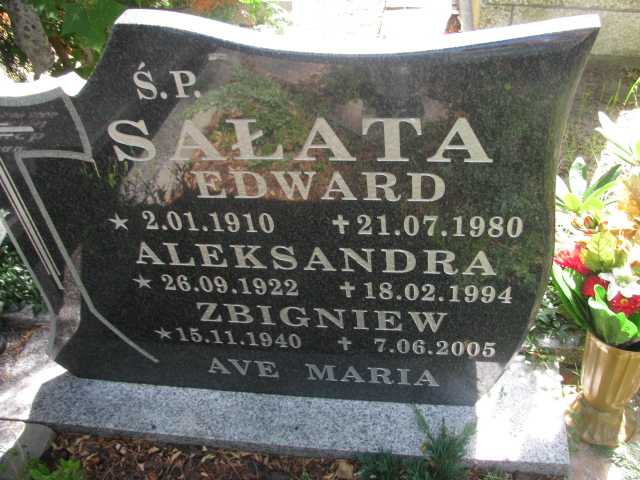 Ś.P.
SAŁATA
EDWARD
★ 2.01.1910 ✝ 21.07.1980
ALEKSANDRA
★ 26.09.1922 ✝ 18.02.1994
ZBIGNIEW
★ 15.11.1940 ✝ 7.06.2005
AVE MARIA